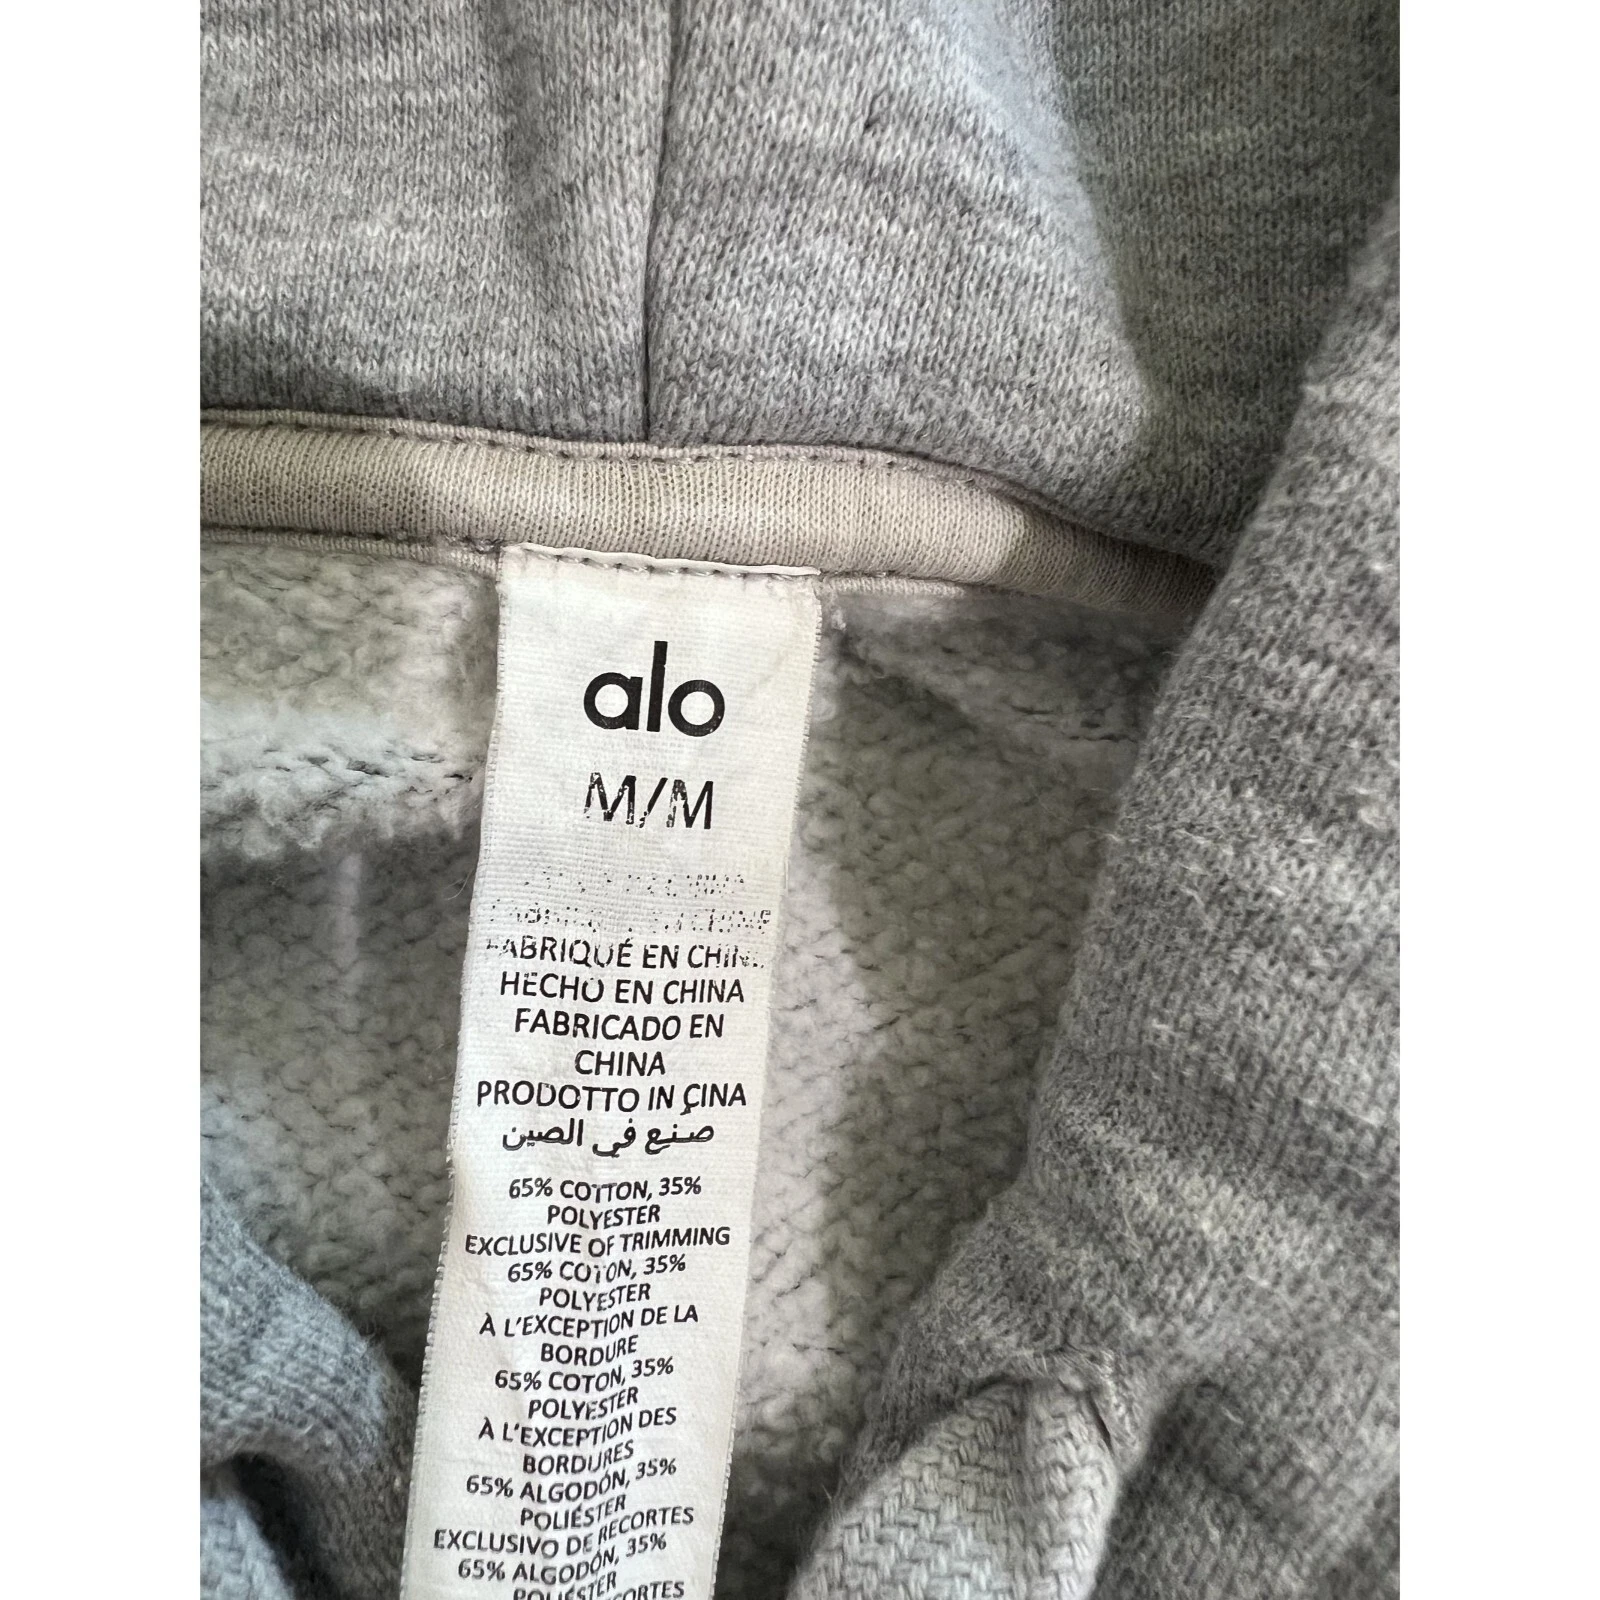 alo
M/M
FABRIQUÉ EN CHINE
HECHO EN CHINA
FABRICADO EN
CHINA
PRODOTTO IN CINA
صنع في الصين
65% COTTON, 35%
POLYESTER
EXCLUSIVE OF TRIMMING
65% COTON, 35%
POLYESTER
À L'EXCEPTION DE LA
BORDURE
65% COTON, 35%
POLYESTER
À L'EXCEPTION DES
BORDURES
65% ALGODÓN, 35%
POLIÉSTER
EXCLUSIVO DE RECORTES
65% ALGODÓN, 35%
POLIÉSTER